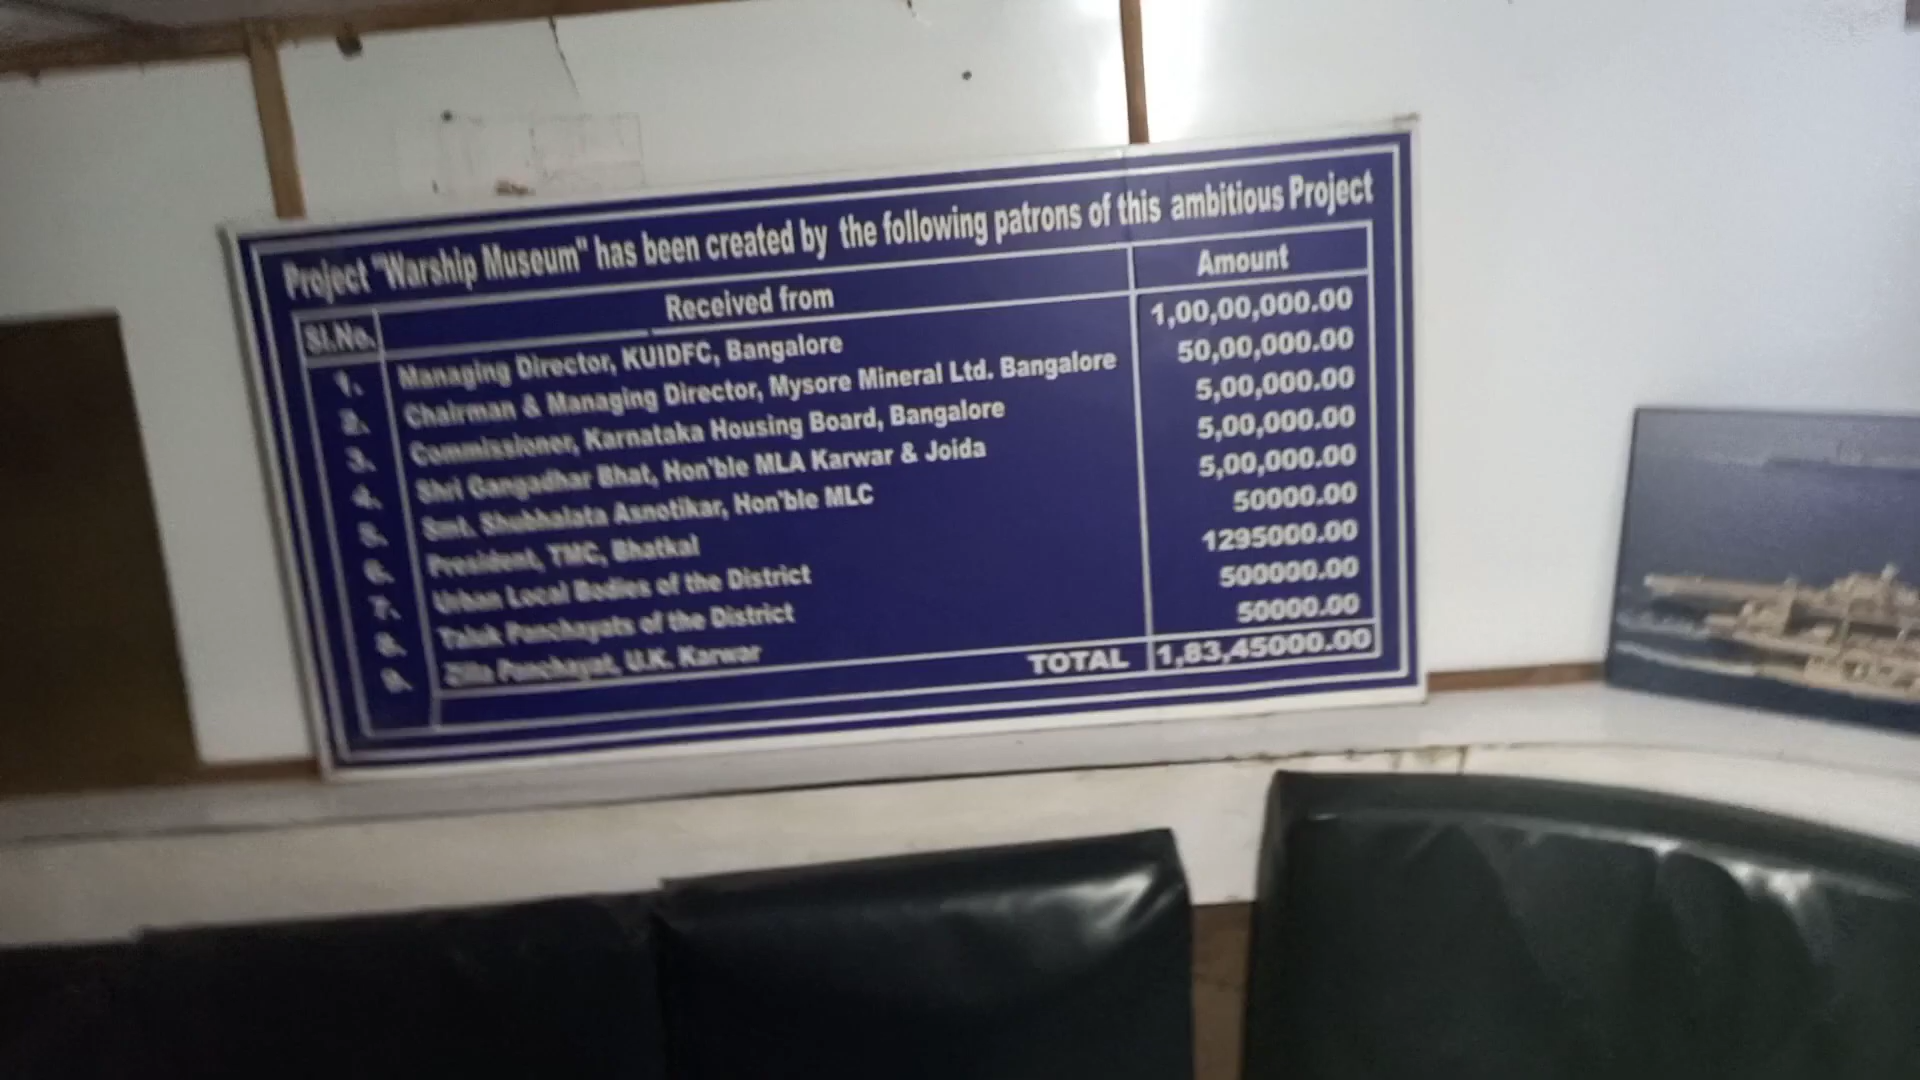 Project "Warship Museum" has been created by the following patrons of this ambitious Project
Sl.No. Received from Amount
1. Managing Director, KUIDFC, Bangalore 1,00,00,000.00
2. Chairman & Managing Director, Mysore Mineral Ltd. Bangalore 50,00,000.00
3. Commissioner, Karnataka Housing Board, Bangalore 5,00,000.00
4. Shri Gangadhar Bhat, Hon'ble MLA Karwar & Joida 5,00,000.00
5. Smt. Shubhalata Asnotikar, Hon'ble MLC 5,00,000.00
6. President, TMC, Bhatkal 50000.00
7. Urban Local Bodies of the District 1295000.00
8. Taluk Panchayats of the District 500000.00
9. Zilla Panchayat, U.K. Karwar 50000.00
TOTAL 1,83,45000.00